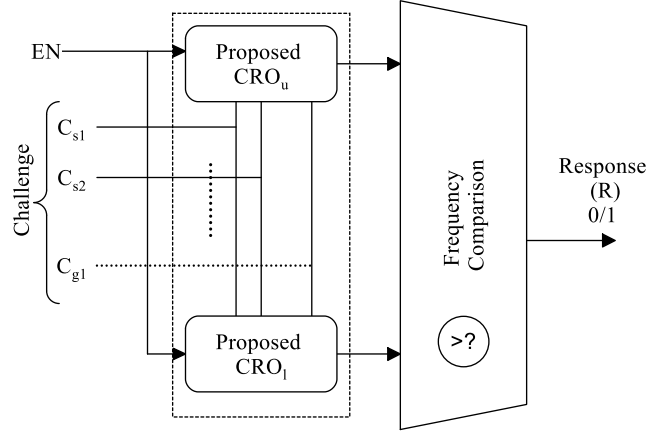 EN
Proposed
CROu
Challenge
Cs1
Cs2
Cg1
Proposed
CROl
Frequency
Comparison
>?
Response
(R)
0/1